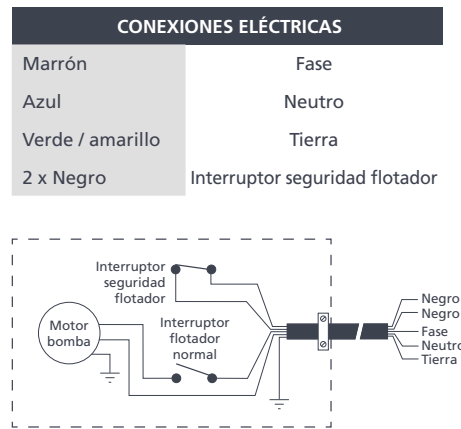 CONEXIONES ELÉCTRICAS
Marrón Fase
Azul Neutro
Verde / amarillo Tierra
2 x Negro Interruptor seguridad flotador
Interruptor
seguridad
flotador
Motor
bomba
Interruptor
flotador
normal
Negro
Negro
Fase
Neutro
Tierra